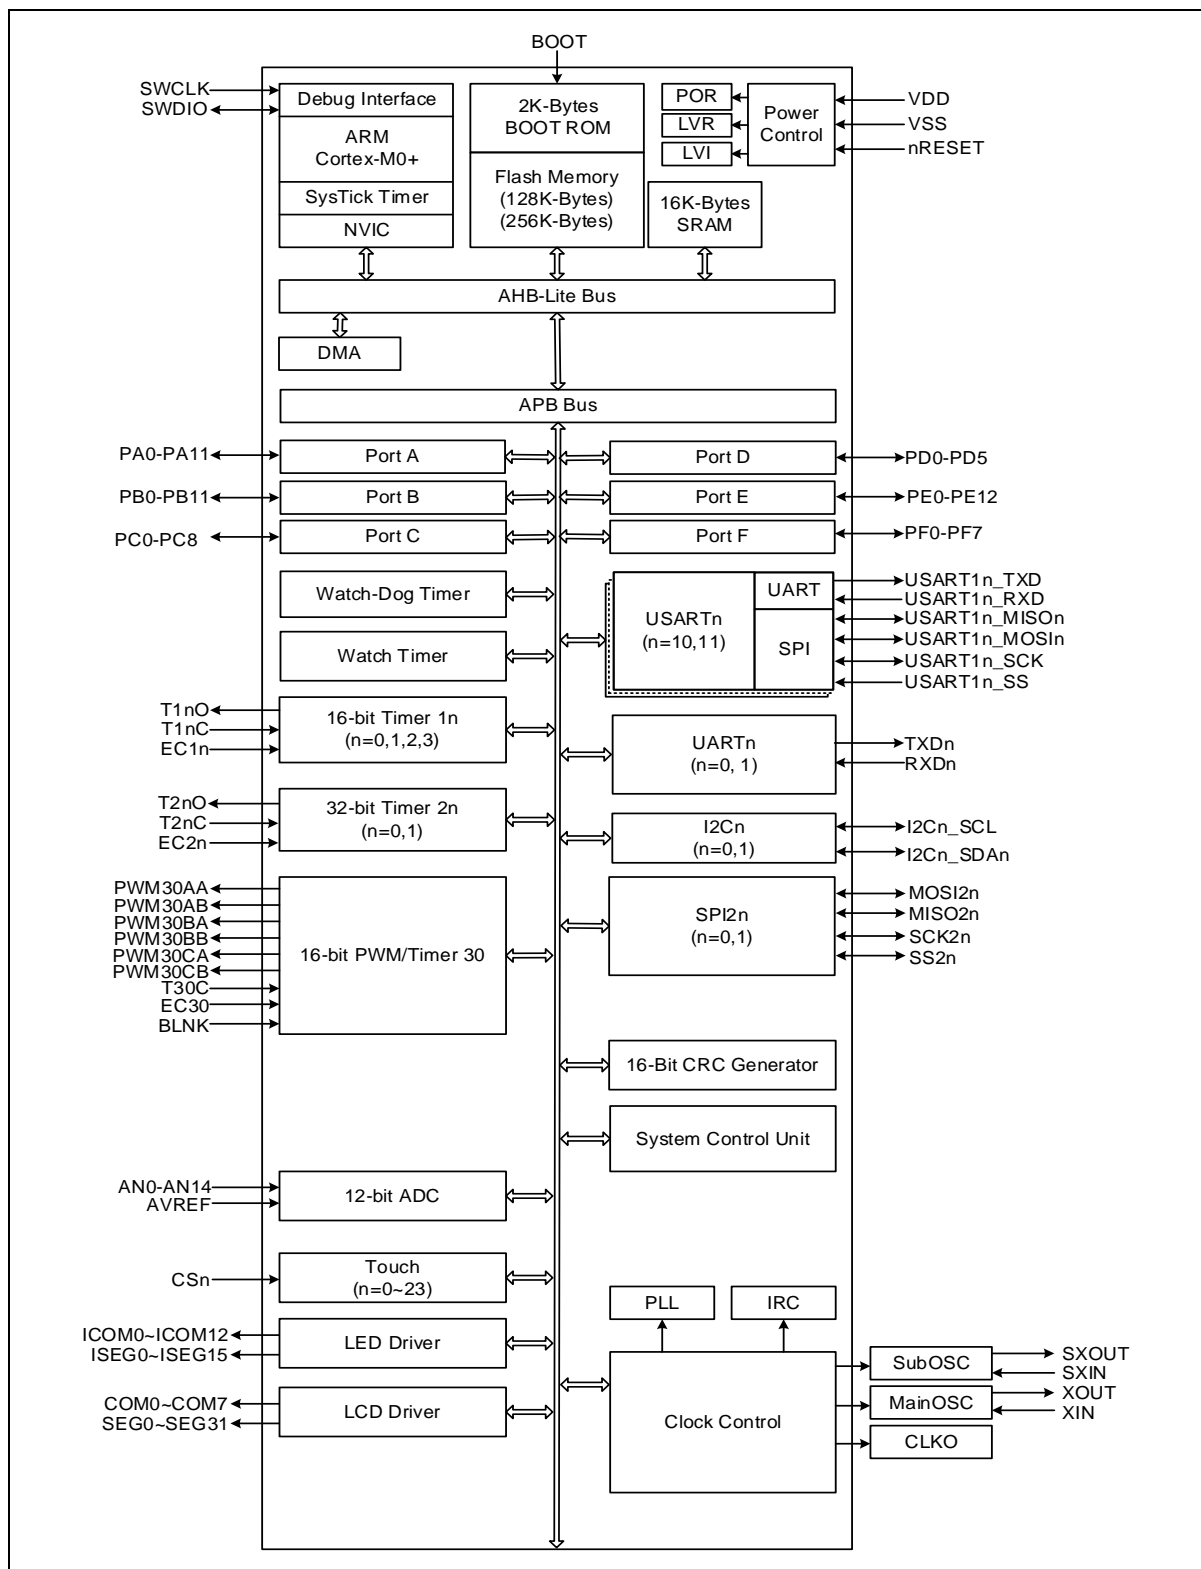 BOOT
SWCLK
SWDIO
Debug Interface
ARM
Cortex-M0+
SysTick Timer
NVIC
2K-Bytes
BOOT ROM
Flash Memory
(128K-Bytes)
(256K-Bytes)
16K-Bytes
SRAM
POR
LVR
LVI
Power
Control
VDD
VSS
nRESET
AHB-Lite Bus
DMA
APB Bus
PA0-PA11
Port A
Port D
PD0-PD5
PB0-PB11
Port B
Port E
PE0-PE12
PC0-PC8
Port C
Port F
PF0-PF7
Watch-Dog Timer
Watch Timer
USARTn
(n=10,11)
UART
SPI
USART1n_TXD
USART1n_RXD
USART1n_MISOn
USART1n_MOSIn
USART1n_SCK
USART1n_SS
T1nO
T1nC
EC1n
16-bit Timer 1n
(n=0,1,2,3)
UARTn
(n=0, 1)
TXDn
RXDn
T2nO
T2nC
EC2n
32-bit Timer 2n
(n=0,1)
I2Cn
(n=0,1)
I2Cn_SCL
I2Cn_SDAn
PWM30AA
PWM30AB
PWM30BA
PWM30BB
PWM30CA
PWM30CB
T30C
EC30
BLNK
16-bit PWM/Timer 30
SPI2n
(n=0,1)
MOSI2n
MISO2n
SCK2n
SS2n
16-Bit CRC Generator
System Control Unit
AN0-AN14
AVREF
12-bit ADC
CSn
Touch
(n=0~23)
ICOM0~ICOM12
ISEG0~ISEG15
LED Driver
COM0~COM7
SEG0~SEG31
LCD Driver
PLL
IRC
Clock Control
SubOSC
MainOSC
CLKO
SXOUT
SXIN
XOUT
XIN